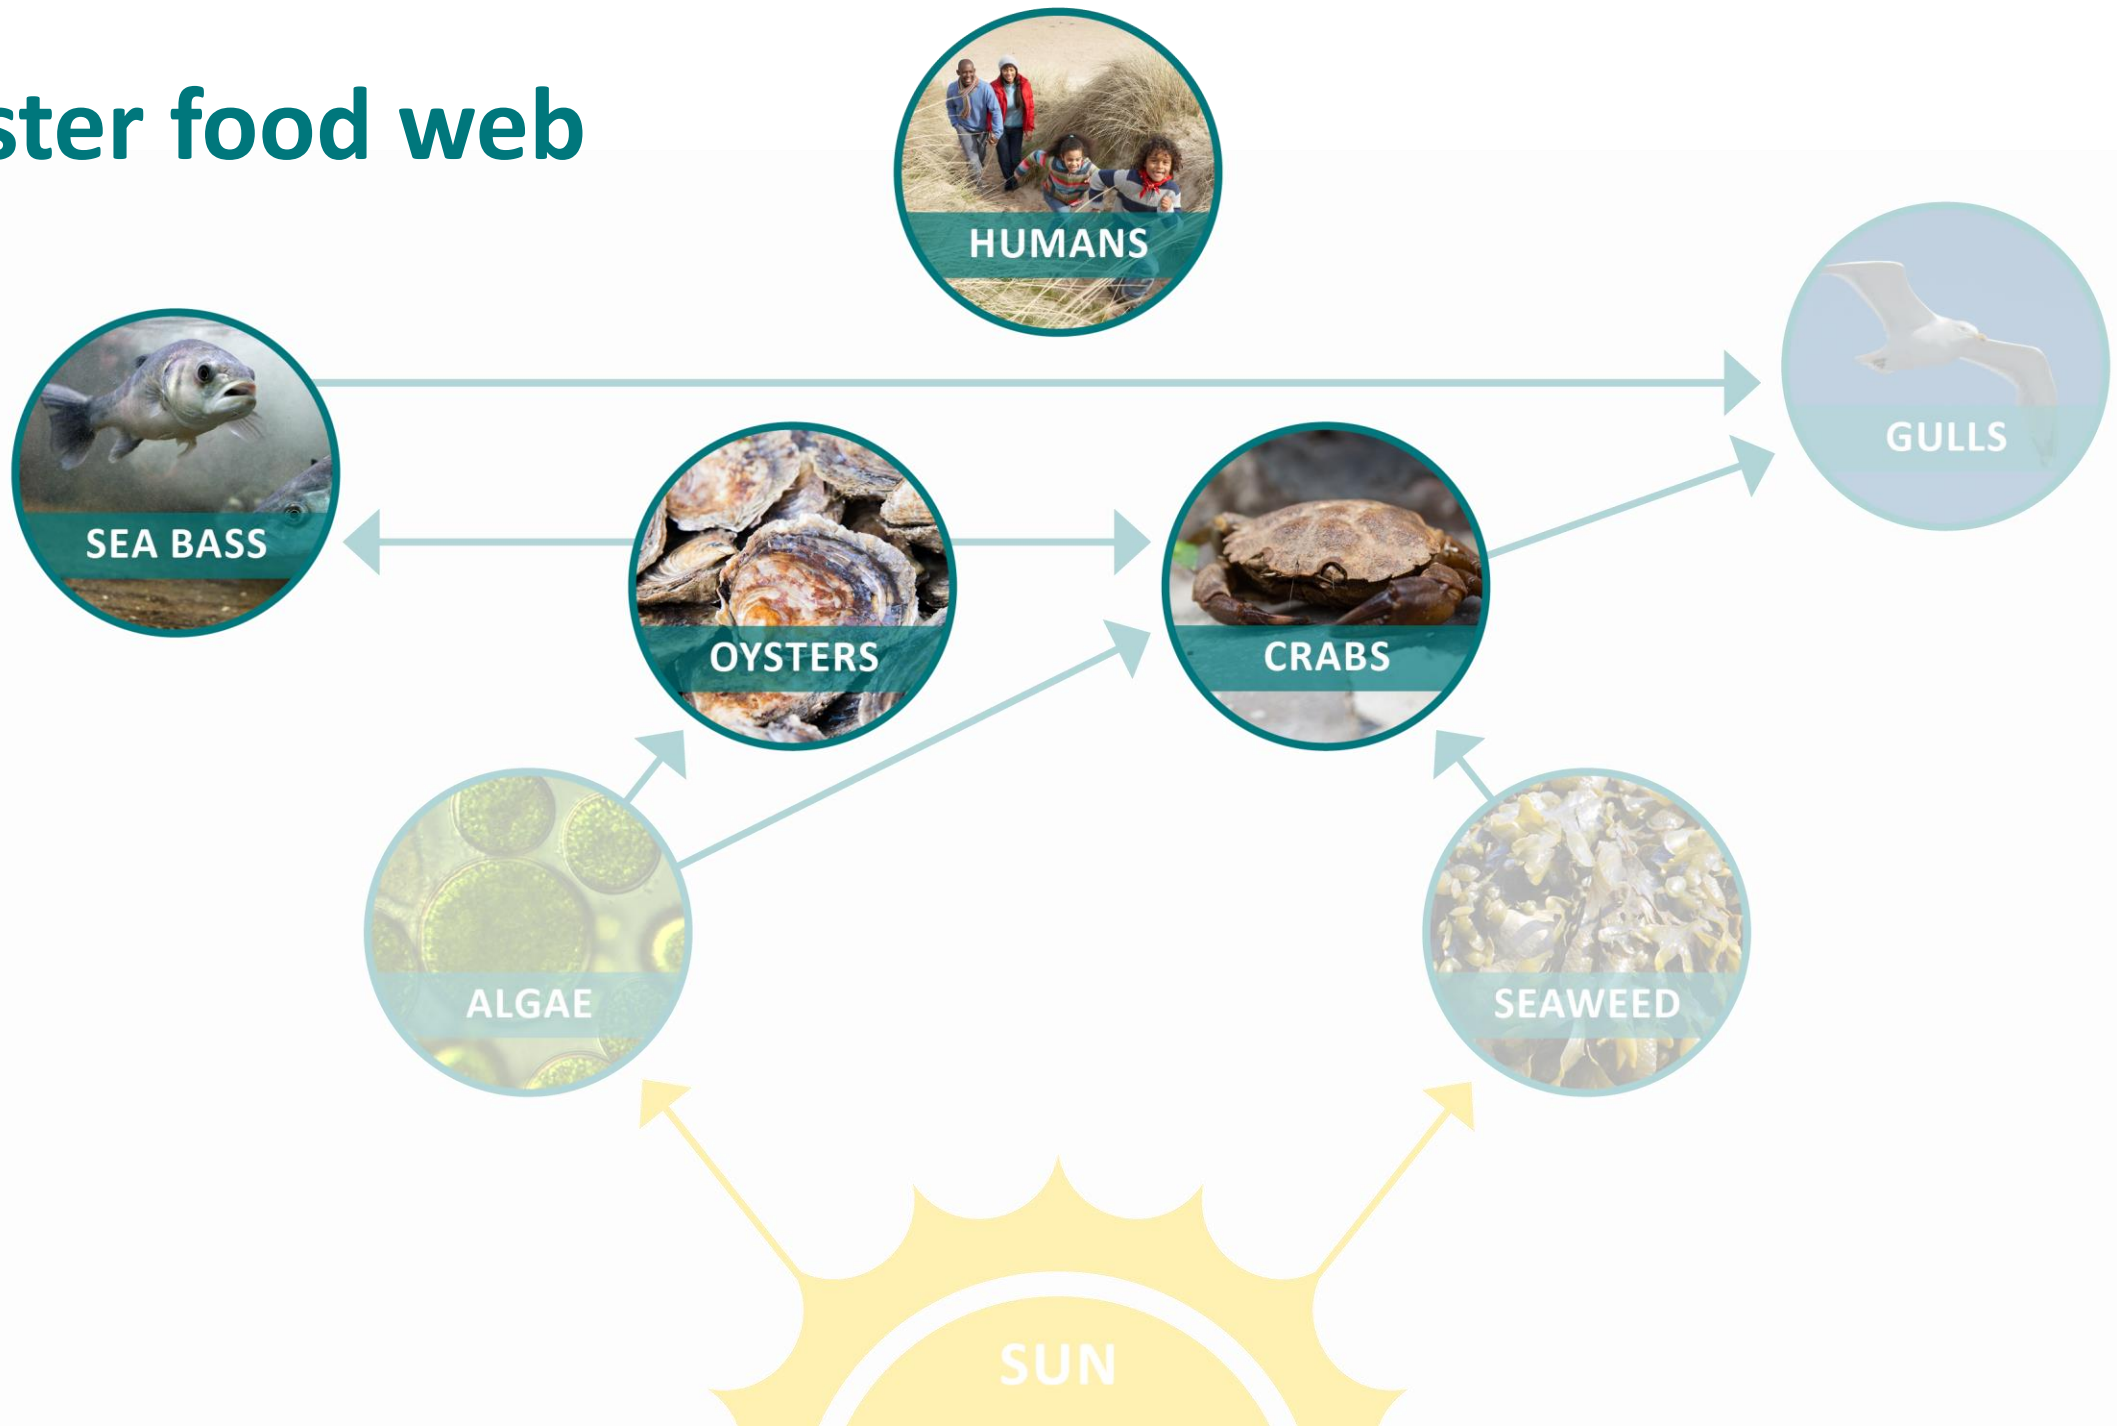 ster food web
HUMANS
GULLS
SEA BASS
OYSTERS
CRABS
ALGAE
SEAWEED
SUN